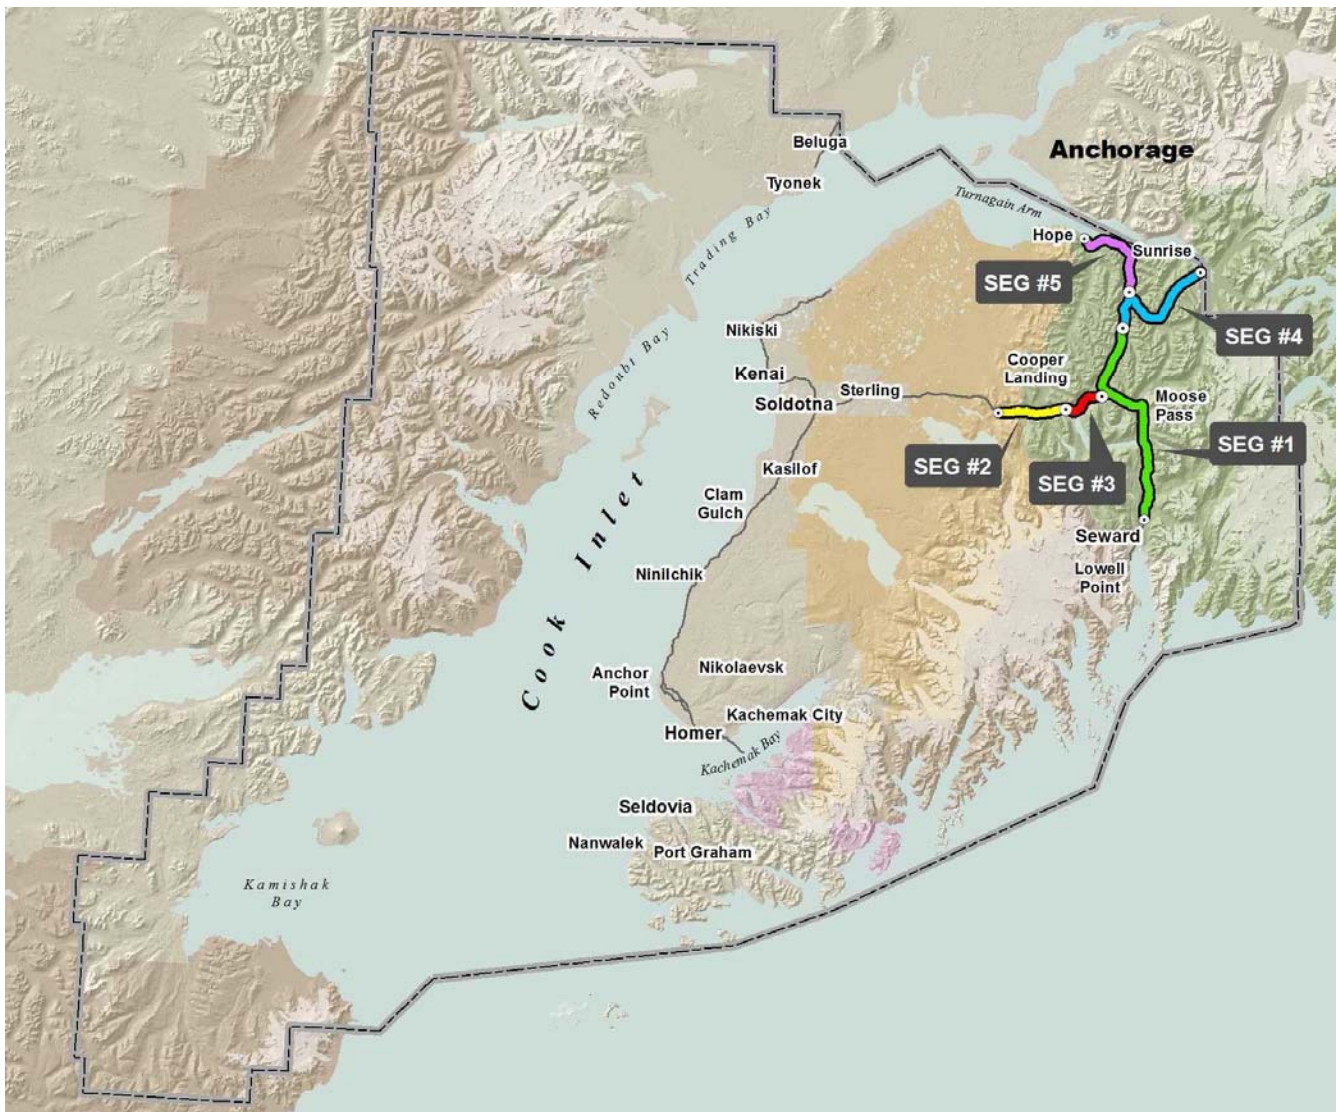 Beluga
Anchorage
Tyonek
Turnagain Arm
Trading Bay
Hope
Sunrise
SEG #5
Nikiski
SEG #4
Redoubt Bay
Cooper
Landing
Kenai
Sterling
Moose
Pass
Soldotna
SEG #1
SEG #2
Kasilof
SEG #3
Clam
Gulch
Cook Inlet
Seward
Ninilchik
Lowell
Point
Nikolaevsk
Anchor
Point
Kachemak City
Homer
Kachemak Bay
Seldovia
Nanwalek
Port Graham
Kamishak
Bay